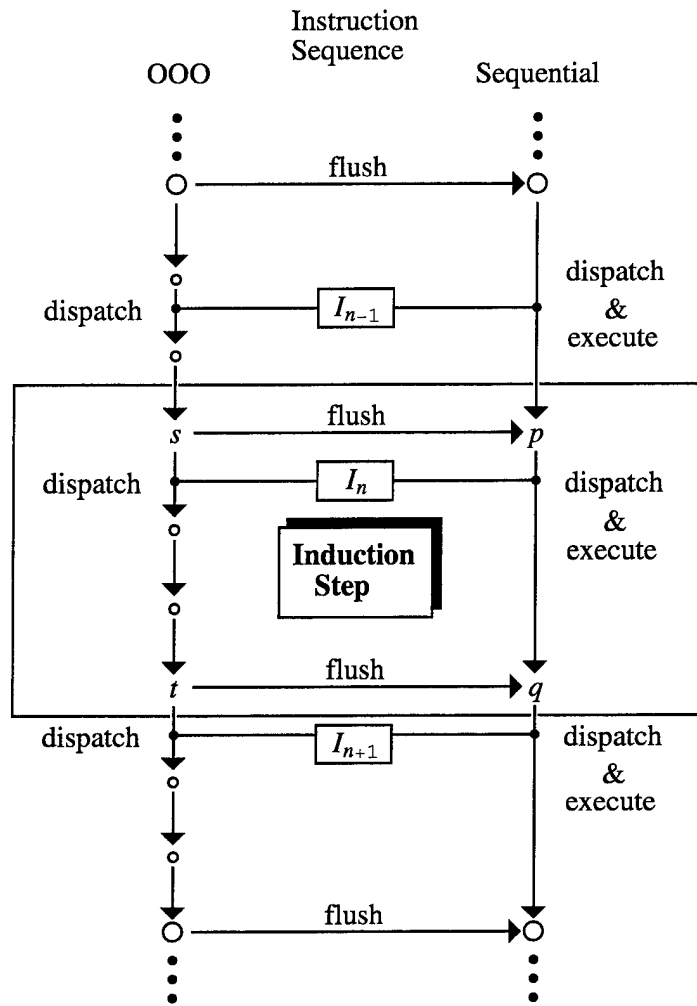 Instruction
Sequence
OOO
Sequential
flush
dispatch
I_{n-1}
dispatch
&
execute
s
flush
p
dispatch
I_n
dispatch
&
execute
Induction
Step
t
flush
q
dispatch
I_{n+1}
dispatch
&
execute
flush